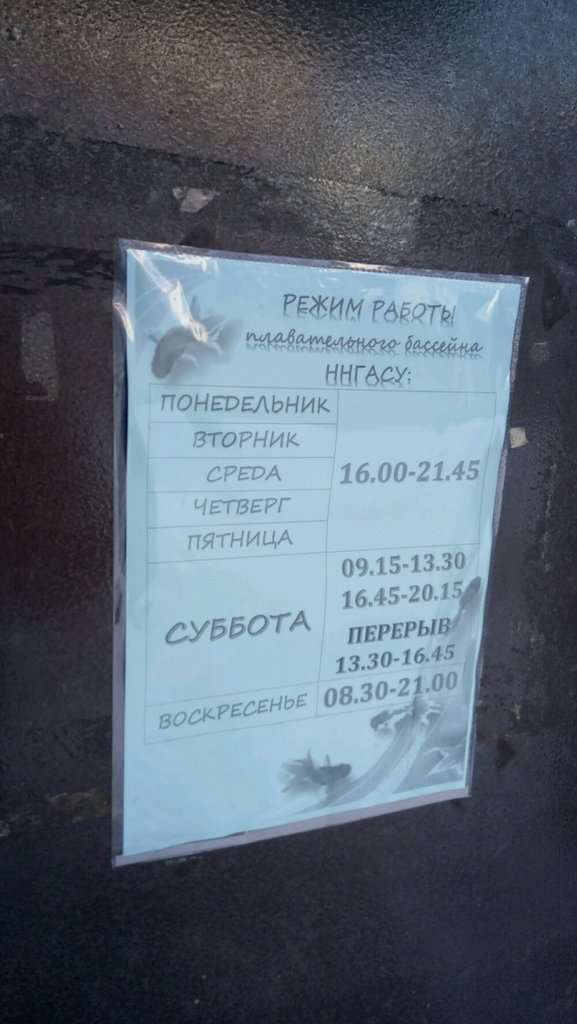 РЕЖИМ РАБОТЫ
плавательного бассейна
ННГАСУ:
ПОНЕДЕЛЬНИК
ВТОРНИК
СРЕДА
ЧЕТВЕРГ
ПЯТНИЦА
16.00-21.45
СУББОТА
09.15-13.30
16.45-20.15
ПЕРЕРЫВ
13.30-16.45
ВОСКРЕСЕНЬЕ
08.30-21.00